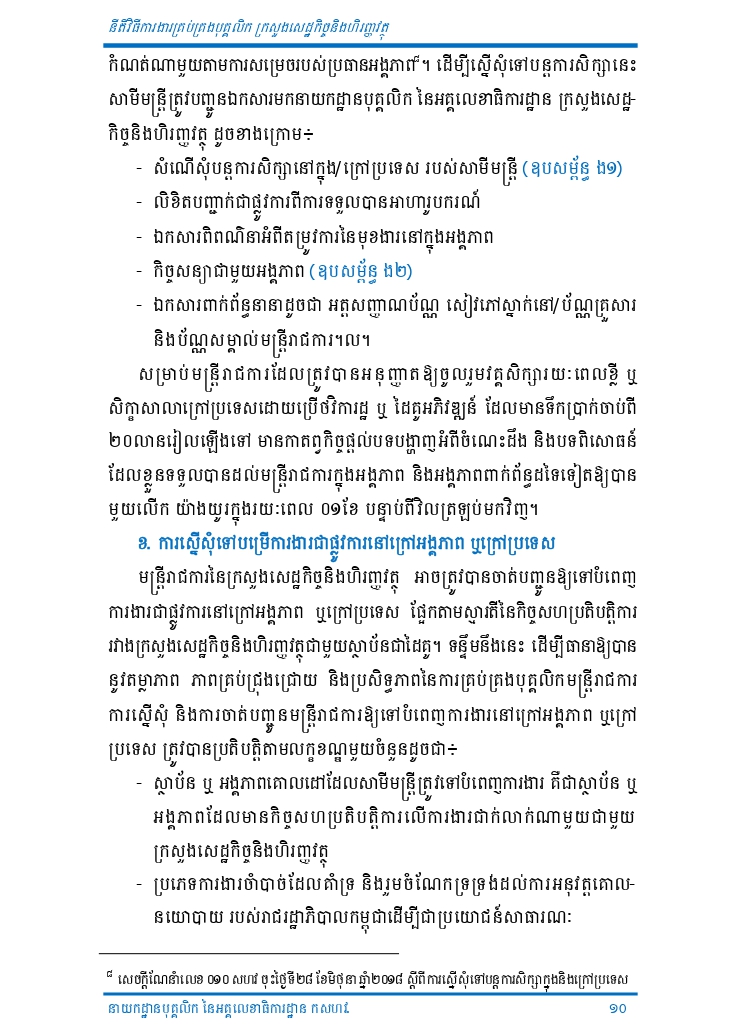 នីតិវិធីការងារគ្រប់គ្រងបុគ្គលិក ក្រសួងសេដ្ឋកិច្ចនិងហិរញ្ញវត្ថុ
កំណត់ណាមួយតាមការសម្រេចរបស់ប្រធានអង្គភាព៨។ ដើម្បីស្នើសុំទៅបន្តការសិក្សានេះ
សាមីមន្ត្រីត្រូវបញ្ជូនឯកសារមកនាយកដ្ឋានបុគ្គលិក នៃអគ្គលេខាធិការដ្ឋាន ក្រសួងសេដ្ឋ-
កិច្ចនិងហិរញ្ញវត្ថុ ដូចខាងក្រោម៖
- សំណើសុំបន្តការសិក្សានៅក្នុង/ក្រៅប្រទេស របស់សាមីមន្ត្រី (ឧបសម្ព័ន្ធ ង១)
- លិខិតបញ្ជាក់ជាផ្លូវការពីការទទួលបានអាហារូបករណ៍
- ឯកសារពិពណ៌នាអំពីតម្រូវការនៃមុខងារនៅក្នុងអង្គភាព
- កិច្ចសន្យាជាមួយអង្គភាព (ឧបសម្ព័ន្ធ ង២)
- ឯកសារពាក់ព័ន្ធនានាដូចជា អត្តសញ្ញាណប័ណ្ណ សៀវភៅស្នាក់នៅ/ប័ណ្ណគ្រួសារ
និងប័ណ្ណសម្គាល់មន្ត្រីរាជការ។ល។
សម្រាប់មន្ត្រីរាជការដែលត្រូវបានអនុញ្ញាតឱ្យចូលរួមវគ្គសិក្សារយៈពេលខ្លី ឬ
សិក្ខាសាលាក្រៅប្រទេសដោយប្រើថវិការដ្ឋ ឬ ដៃគូអភិវឌ្ឍន៍ ដែលមានទឹកប្រាក់ចាប់ពី
២០លានរៀលឡើងទៅ មានកាតព្វកិច្ចផ្តល់បទបង្ហាញអំពីចំណេះដឹង និងបទពិសោធន៍
ដែលខ្លួនទទួលបានដល់មន្ត្រីរាជការក្នុងអង្គភាព និងអង្គភាពពាក់ព័ន្ធដទៃទៀតឱ្យបាន
មួយលើក យ៉ាងយូរក្នុងរយៈពេល ០១ខែ បន្ទាប់ពីវិលត្រឡប់មកវិញ។
ខ. ការស្នើសុំទៅបម្រើការងារជាផ្លូវការនៅក្រៅអង្គភាព ឬក្រៅប្រទេស
មន្ត្រីរាជការនៃក្រសួងសេដ្ឋកិច្ចនិងហិរញ្ញវត្ថុ អាចត្រូវបានចាត់បញ្ជូនឱ្យទៅបំពេញ
ការងារជាផ្លូវការនៅក្រៅអង្គភាព ឬក្រៅប្រទេស ផ្អែកតាមស្មារតីនៃកិច្ចសហប្រតិបត្តិការ
រវាងក្រសួងសេដ្ឋកិច្ចនិងហិរញ្ញវត្ថុជាមួយស្ថាប័នជាដៃគូ។ ទន្ទឹមនឹងនេះ ដើម្បីធានាឱ្យបាន
នូវតម្លាភាព ភាពគ្រប់ជ្រុងជ្រោយ និងប្រសិទ្ធភាពនៃការគ្រប់គ្រងបុគ្គលិកមន្ត្រីរាជការ
ការស្នើសុំ និងការចាត់បញ្ជូនមន្ត្រីរាជការឱ្យទៅបំពេញការងារនៅក្រៅអង្គភាព ឬក្រៅ
ប្រទេស ត្រូវបានប្រតិបត្តិតាមលក្ខខណ្ឌមួយចំនួនដូចជា៖
- ស្ថាប័ន ឬ អង្គភាពគោលដៅដែលសាមីមន្ត្រីត្រូវទៅបំពេញការងារ គឺជាស្ថាប័ន ឬ
អង្គភាពដែលមានកិច្ចសហប្រតិបត្តិការលើការងារជាក់លាក់ណាមួយជាមួយ
ក្រសួងសេដ្ឋកិច្ចនិងហិរញ្ញវត្ថុ
- ប្រភេទការងារចាំបាច់ដែលគាំទ្រ និងរួមចំណែកទ្រទ្រង់ដល់ការអនុវត្តគោល-
នយោបាយ របស់រាជរដ្ឋាភិបាលកម្ពុជាដើម្បីជាប្រយោជន៍សាធារណៈ
៨ សេចក្តីណែនាំលេខ ០១០ សហវ ចុះថ្ងៃទី២៨ ខែមិថុនា ឆ្នាំ២០១៨ ស្តីពីការស្នើសុំទៅបន្តការសិក្សាក្នុងនិងក្រៅប្រទេស
នាយកដ្ឋានបុគ្គលិក នៃអគ្គលេខាធិការដ្ឋាន កសហវ. ១០